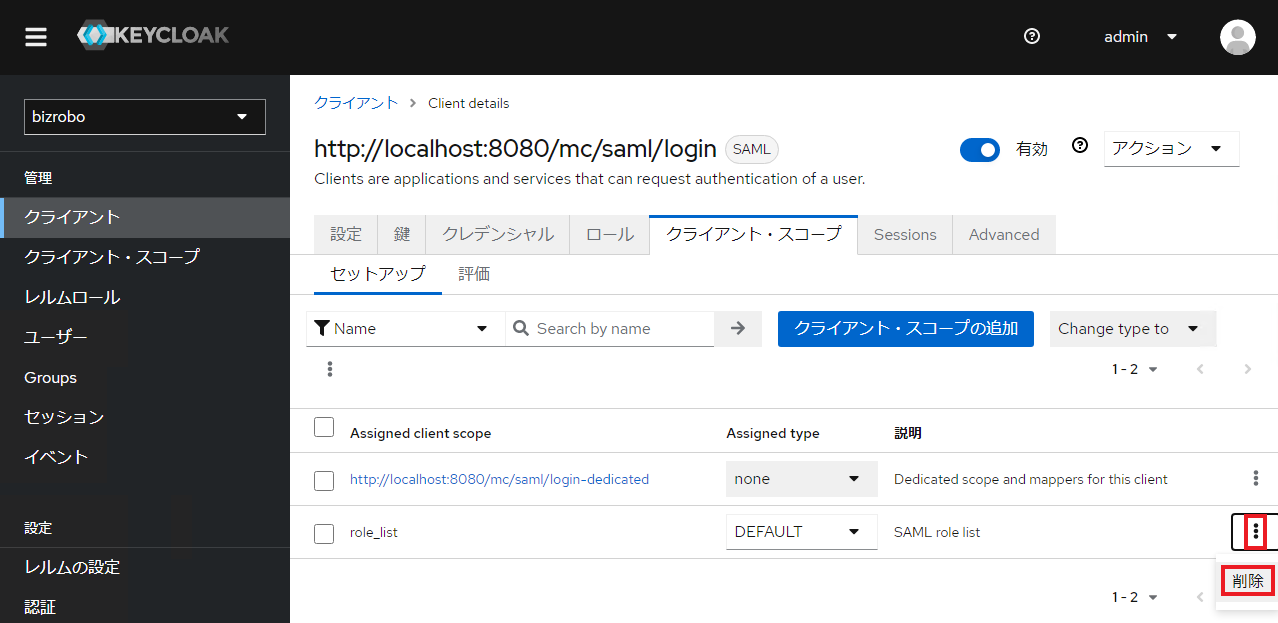 KEYCLOAK
admin
bizrobo
管理
クライアント
クライアント・スコープ
レルムロール
ユーザー
Groups
セッション
イベント
設定
レルムの設定
認証
クライアント > Client details
http://localhost:8080/mc/saml/login SAML
有効
アクション
Clients are applications and services that can request authentication of a user.
設定 鍵 クレデンシャル ロール クライアント・スコープ Sessions Advanced
セットアップ 評価
Name Search by name クライアント・スコープの追加 Change type to
1 - 2
Assigned client scope Assigned type 説明
http://localhost:8080/mc/saml/login-dedicated none Dedicated scope and mappers for this client
role_list DEFAULT SAML role list
削除
1 - 2